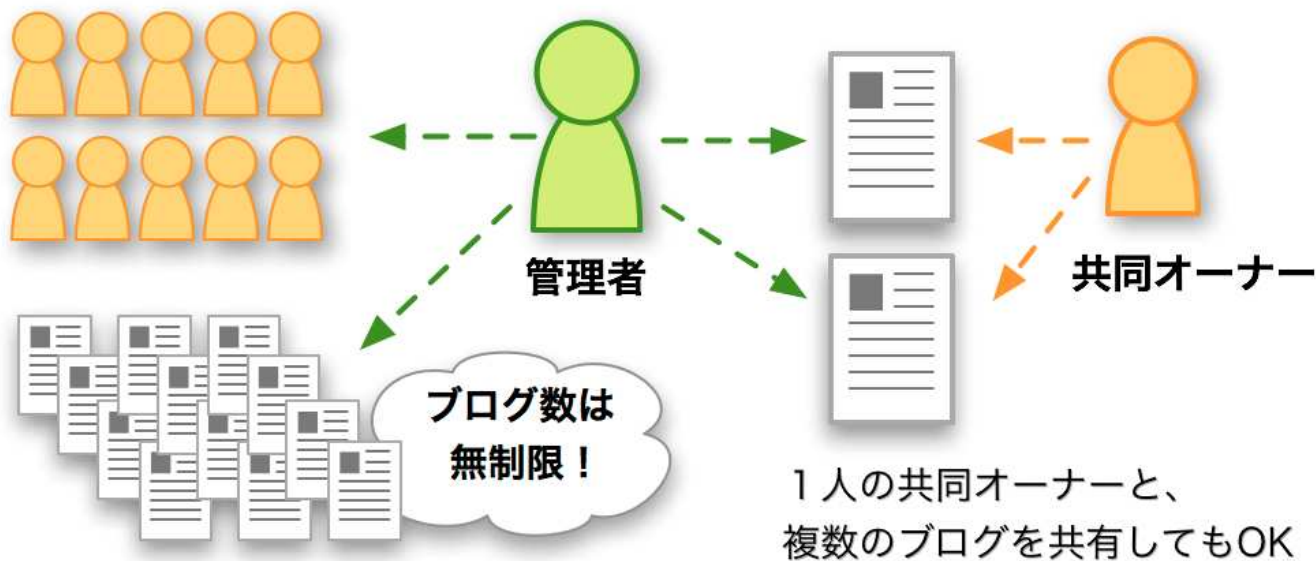 管理者
共同オーナー
ブログ数は
無制限！
１人の共同オーナーと、
複数のブログを共有してもOK